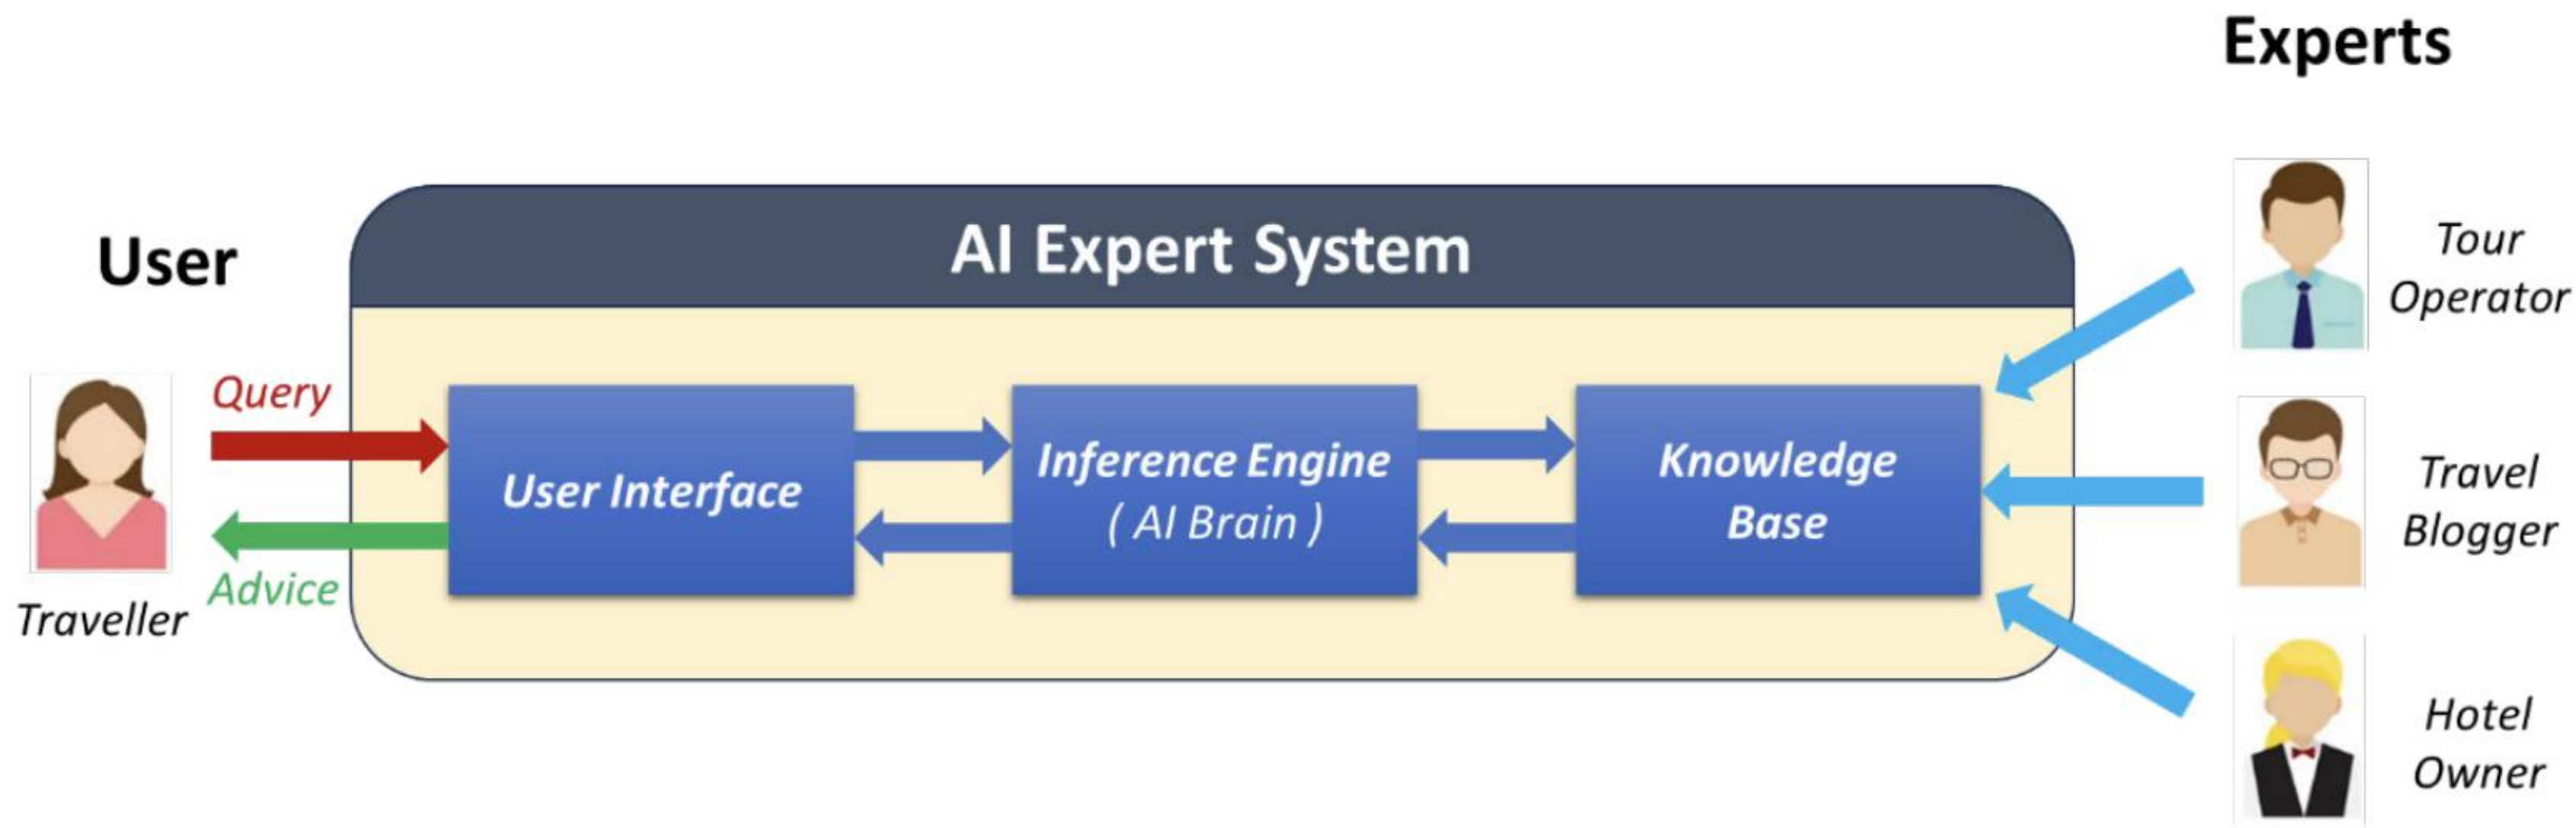 Experts
AI Expert System
User
Query
Advice
Traveller
User Interface
Inference Engine
( AI Brain )
Knowledge
Base
Tour
Operator
Travel
Blogger
Hotel
Owner